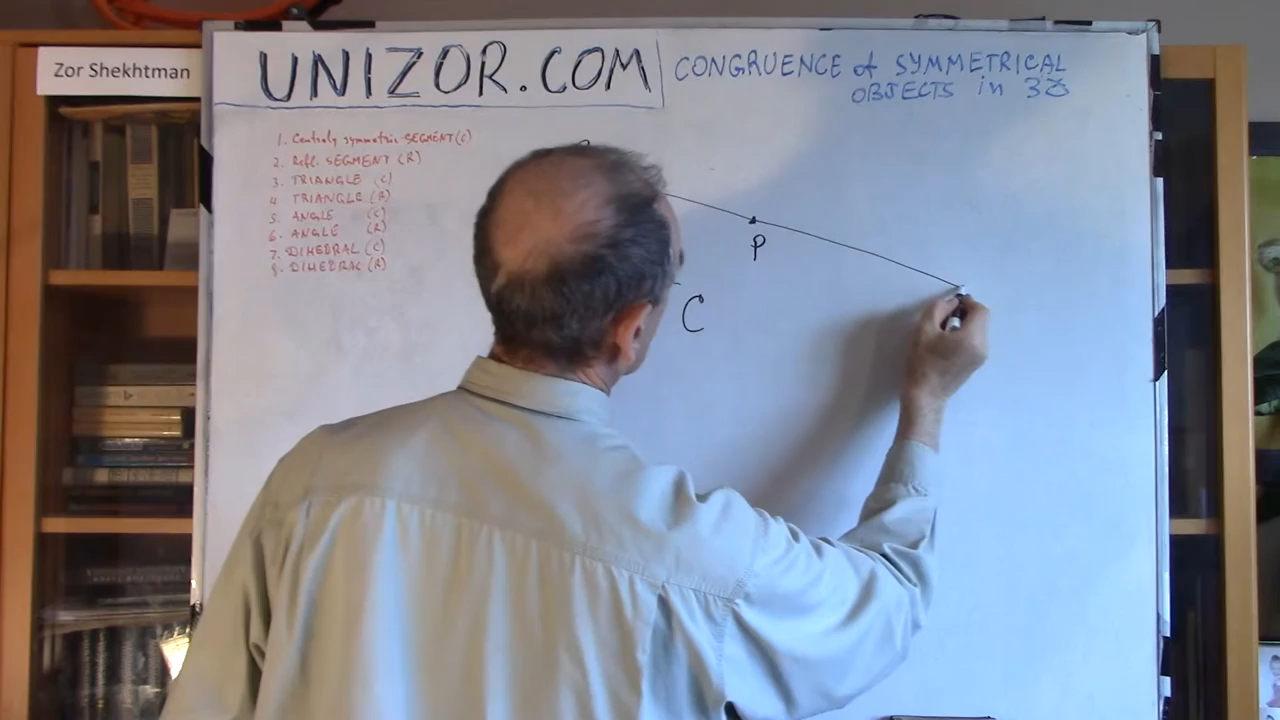 Zor Shekhtman
UNIZOR.COM
CONGRUENCE of SYMMETRICAL
OBJECTS in 3D
1. Centraly symmetric SEGMENT (C)
2. Refl. SEGMENT (R)
3. TRIANGLE (C)
4 TRIANGLE (R)
5. ANGLE (C)
6. ANGLE (R)
7. DIHEDRAL (C)
8. DIHEDRAL (R)
P
C